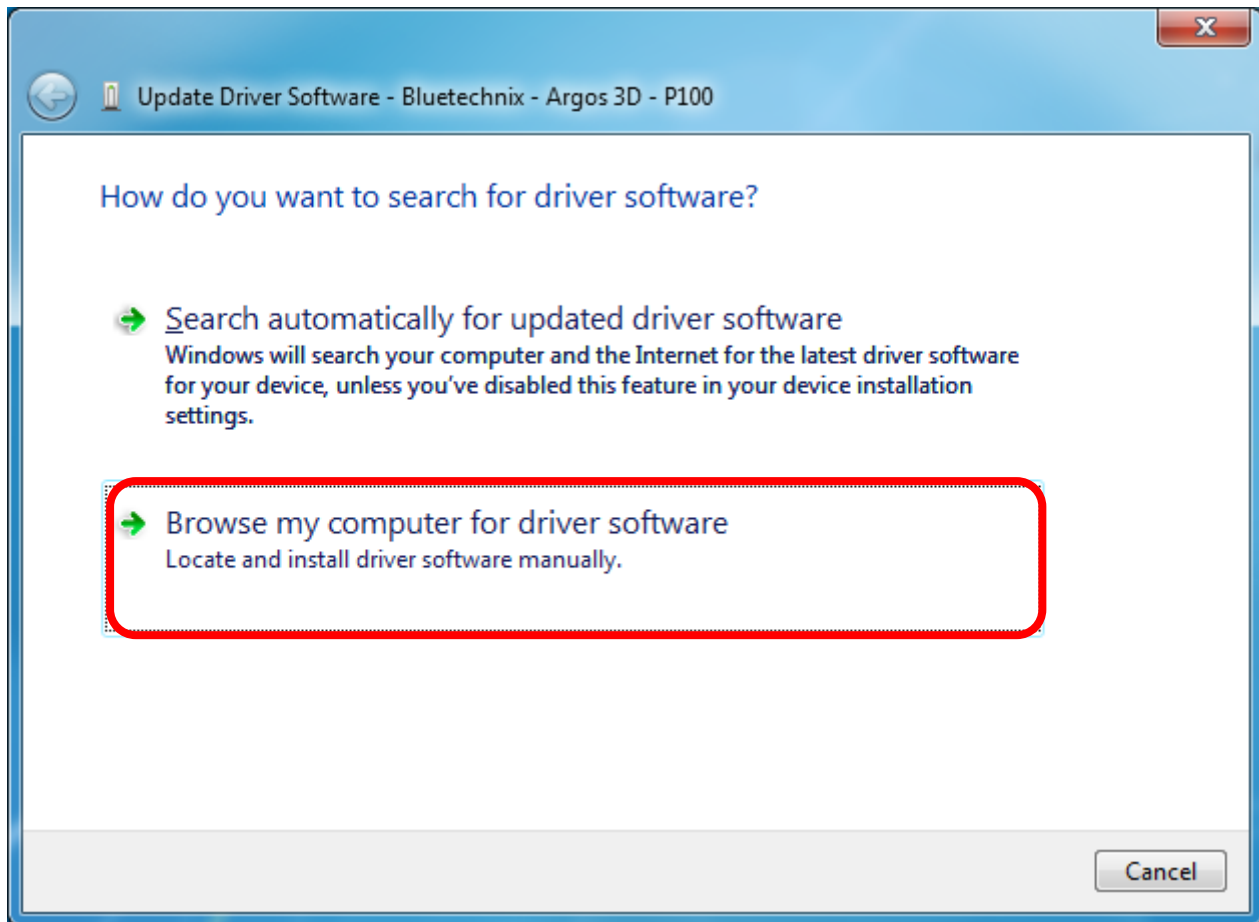 Update Driver Software - Bluetechnix - Argos 3D - P100
How do you want to search for driver software?
Search automatically for updated driver software
Windows will search your computer and the Internet for the latest driver software
for your device, unless you've disabled this feature in your device installation
settings.
Browse my computer for driver software
Locate and install driver software manually.
Cancel